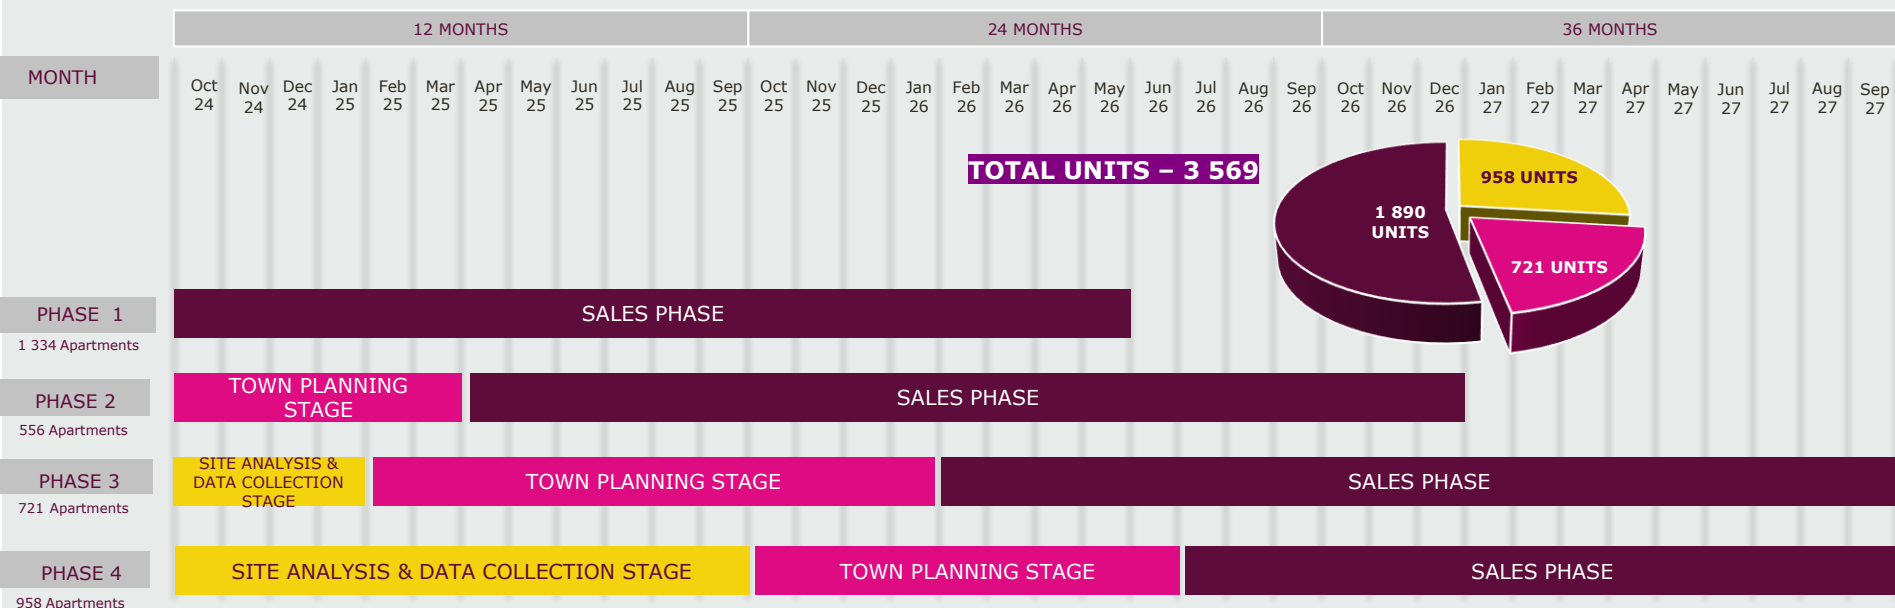 12 MONTHS
24 MONTHS
36 MONTHS
MONTH
Oct
24
Nov
24
Dec
24
Jan
25
Feb
25
Mar
25
Apr
25
May
25
Jun
25
Jul
25
Aug
25
Sep
25
Oct
25
Nov
25
Dec
25
Jan
26
Feb
26
Mar
26
Apr
26
May
26
Jun
26
Jul
26
Aug
26
Sep
26
Oct
26
Nov
26
Dec
26
Jan
27
Feb
27
Mar
27
Apr
27
May
27
Jun
27
Jul
27
Aug
27
Sep
27
TOTAL UNITS – 3 569
958 UNITS
1 890
UNITS
721 UNITS
PHASE  1
1 334 Apartments
SALES PHASE
PHASE 2
556 Apartments
TOWN PLANNING
STAGE
SALES PHASE
PHASE 3
721 Apartments
SITE ANALYSIS &
DATA COLLECTION
STAGE
TOWN PLANNING STAGE
SALES PHASE
PHASE 4
958 Apartments
SITE ANALYSIS & DATA COLLECTION STAGE
TOWN PLANNING STAGE
SALES PHASE